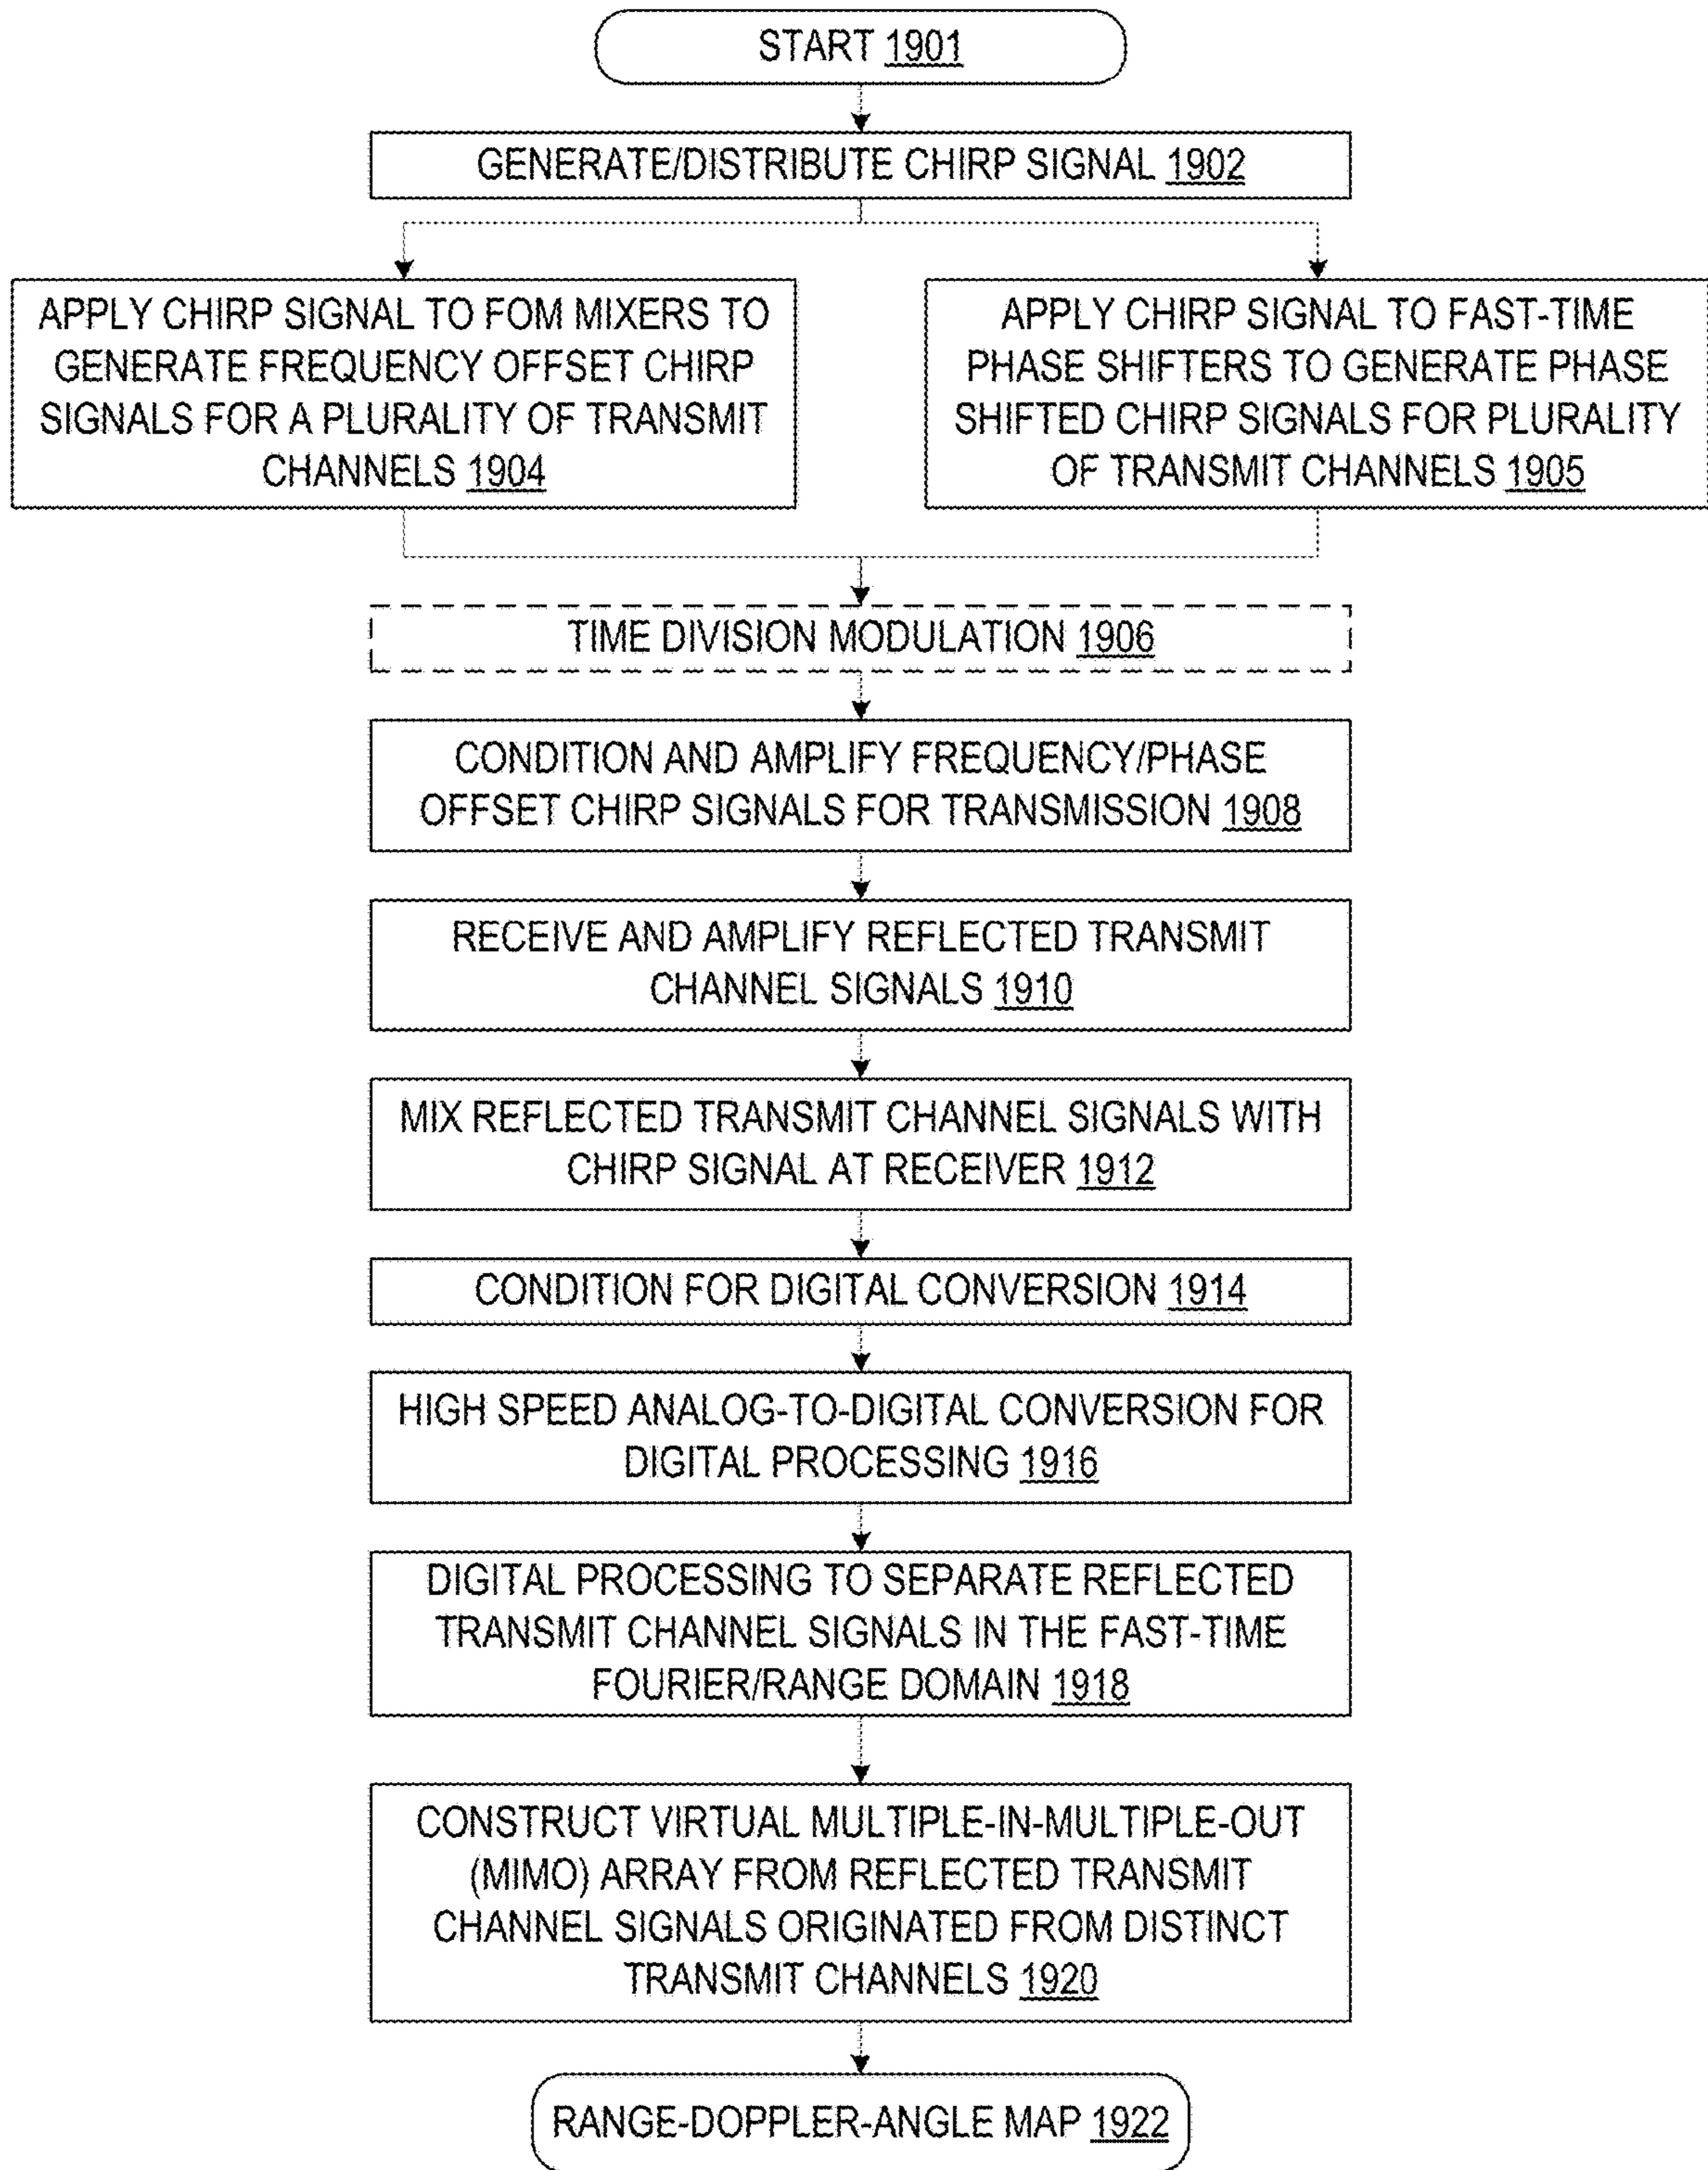 START 1901
GENERATE/DISTRIBUTE CHIRP SIGNAL 1902
APPLY CHIRP SIGNAL TO FOM MIXERS TO
GENERATE FREQUENCY OFFSET CHIRP
SIGNALS FOR A PLURALITY OF TRANSMIT
CHANNELS 1904
APPLY CHIRP SIGNAL TO FAST-TIME
PHASE SHIFTERS TO GENERATE PHASE
SHIFTED CHIRP SIGNALS FOR PLURALITY
OF TRANSMIT CHANNELS 1905
TIME DIVISION MODULATION 1906
CONDITION AND AMPLIFY FREQUENCY/PHASE
OFFSET CHIRP SIGNALS FOR TRANSMISSION 1908
RECEIVE AND AMPLIFY REFLECTED TRANSMIT
CHANNEL SIGNALS 1910
MIX REFLECTED TRANSMIT CHANNEL SIGNALS WITH
CHIRP SIGNAL AT RECEIVER 1912
CONDITION FOR DIGITAL CONVERSION 1914
HIGH SPEED ANALOG-TO-DIGITAL CONVERSION FOR
DIGITAL PROCESSING 1916
DIGITAL PROCESSING TO SEPARATE REFLECTED
TRANSMIT CHANNEL SIGNALS IN THE FAST-TIME
FOURIER/RANGE DOMAIN 1918
CONSTRUCT VIRTUAL MULTIPLE-IN-MULTIPLE-OUT
(MIMO) ARRAY FROM REFLECTED TRANSMIT
CHANNEL SIGNALS ORIGINATED FROM DISTINCT
TRANSMIT CHANNELS 1920
RANGE-DOPPLER-ANGLE MAP 1922